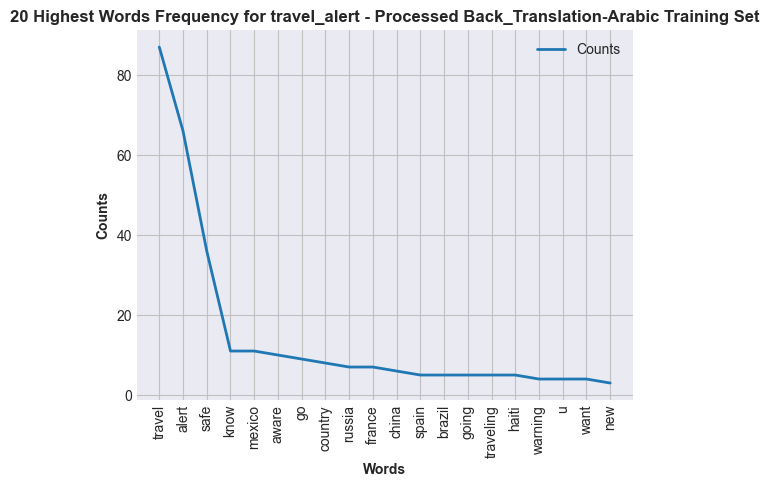 20 Highest Words Frequency for travel_alert - Processed Back_Translation-Arabic Training Set
Counts
80
60
40
20
0
Counts
travel
alert
safe
know
mexico
aware
go
country
russia
france
china
spain
brazil
going
traveling
haiti
warning
u
want
new
Words